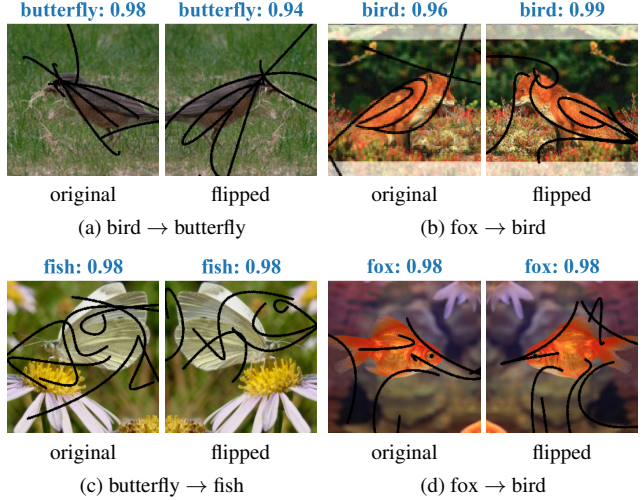 butterfly: 0.98 butterfly: 0.94
original flipped
(a) bird → butterfly
bird: 0.96 bird: 0.99
original flipped
(b) fox → bird
fish: 0.98 fish: 0.98
original flipped
(c) butterfly → fish
fox: 0.98 fox: 0.98
original flipped
(d) fox → bird